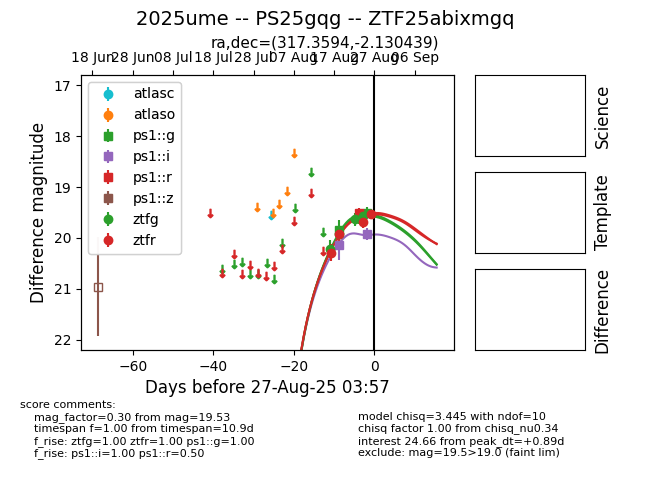 2025ume -- PS25gqg -- ZTF25abixmgq
ra,dec=(317.3594,-2.130439)
18 Jun 28 Jun 08 Jul 18 Jul 28 Jul 07 Aug 17 Aug 27 Aug 06 Sep
17
18
19
20
21
22
Difference magnitude
atlasc
atlaso
ps1::g
ps1::i
ps1::r
ps1::z
ztfg
ztfr
−60 −40 −20 0
Days before 27-Aug-25 03:57
Science
Template
Difference
score comments:
mag_factor=0.30 from mag=19.53
timespan f=1.00 from timespan=10.9d
f_rise: ztfg=1.00 ztfr=1.00 ps1::g=1.00
f_rise: ps1::i=1.00 ps1::r=0.50
model chisq=3.445 with ndof=10
chisq factor 1.00 from chisq_nu0.34
interest 24.66 from peak_dt=+0.89d
exclude: mag=19.5>19.0 (faint lim)